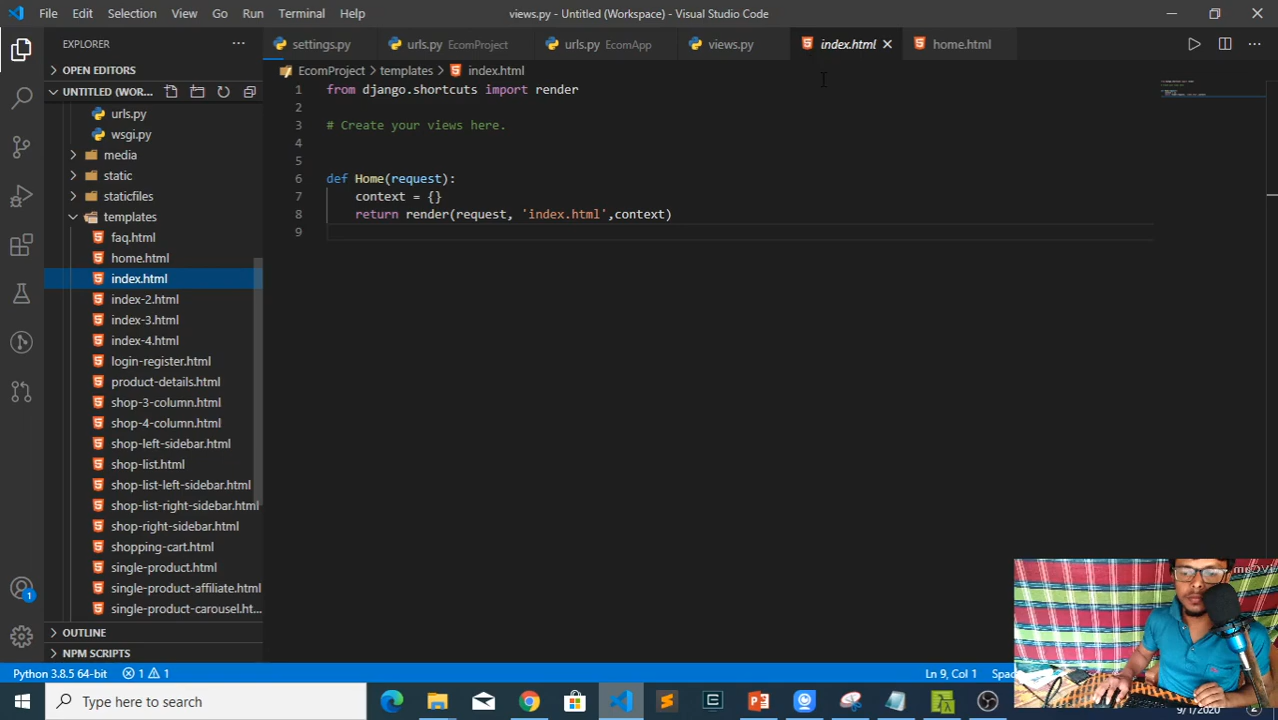 File Edit Selection View Go Run Terminal Help views.py - Untitled (Workspace) - Visual Studio Code
EXPLORER
settings.py urls.py EcomProject urls.py EcomApp views.py index.html home.html
OPEN EDITORS
EcomProject > templates > index.html
UNTITLED (WOR...
urls.py
wsgi.py
media
static
staticfiles
templates
faq.html
home.html
index.html
index-2.html
index-3.html
index-4.html
login-register.html
product-details.html
shop-3-column.html
shop-4-column.html
shop-left-sidebar.html
shop-list.html
shop-list-left-sidebar.html
shop-list-right-sidebar.html
shop-right-sidebar.html
shopping-cart.html
single-product.html
single-product-affiliate.html
single-product-carousel.ht...
OUTLINE
NPM SCRIPTS
1 from django.shortcuts import render
2
3 # Create your views here.
4
5
6 def Home(request):
7 context = {}
8 return render(request, 'index.html',context)
9
1
Python 3.8.5 64-bit 1 1 Ln 9, Col 1
Type here to search
9/1/2020
2